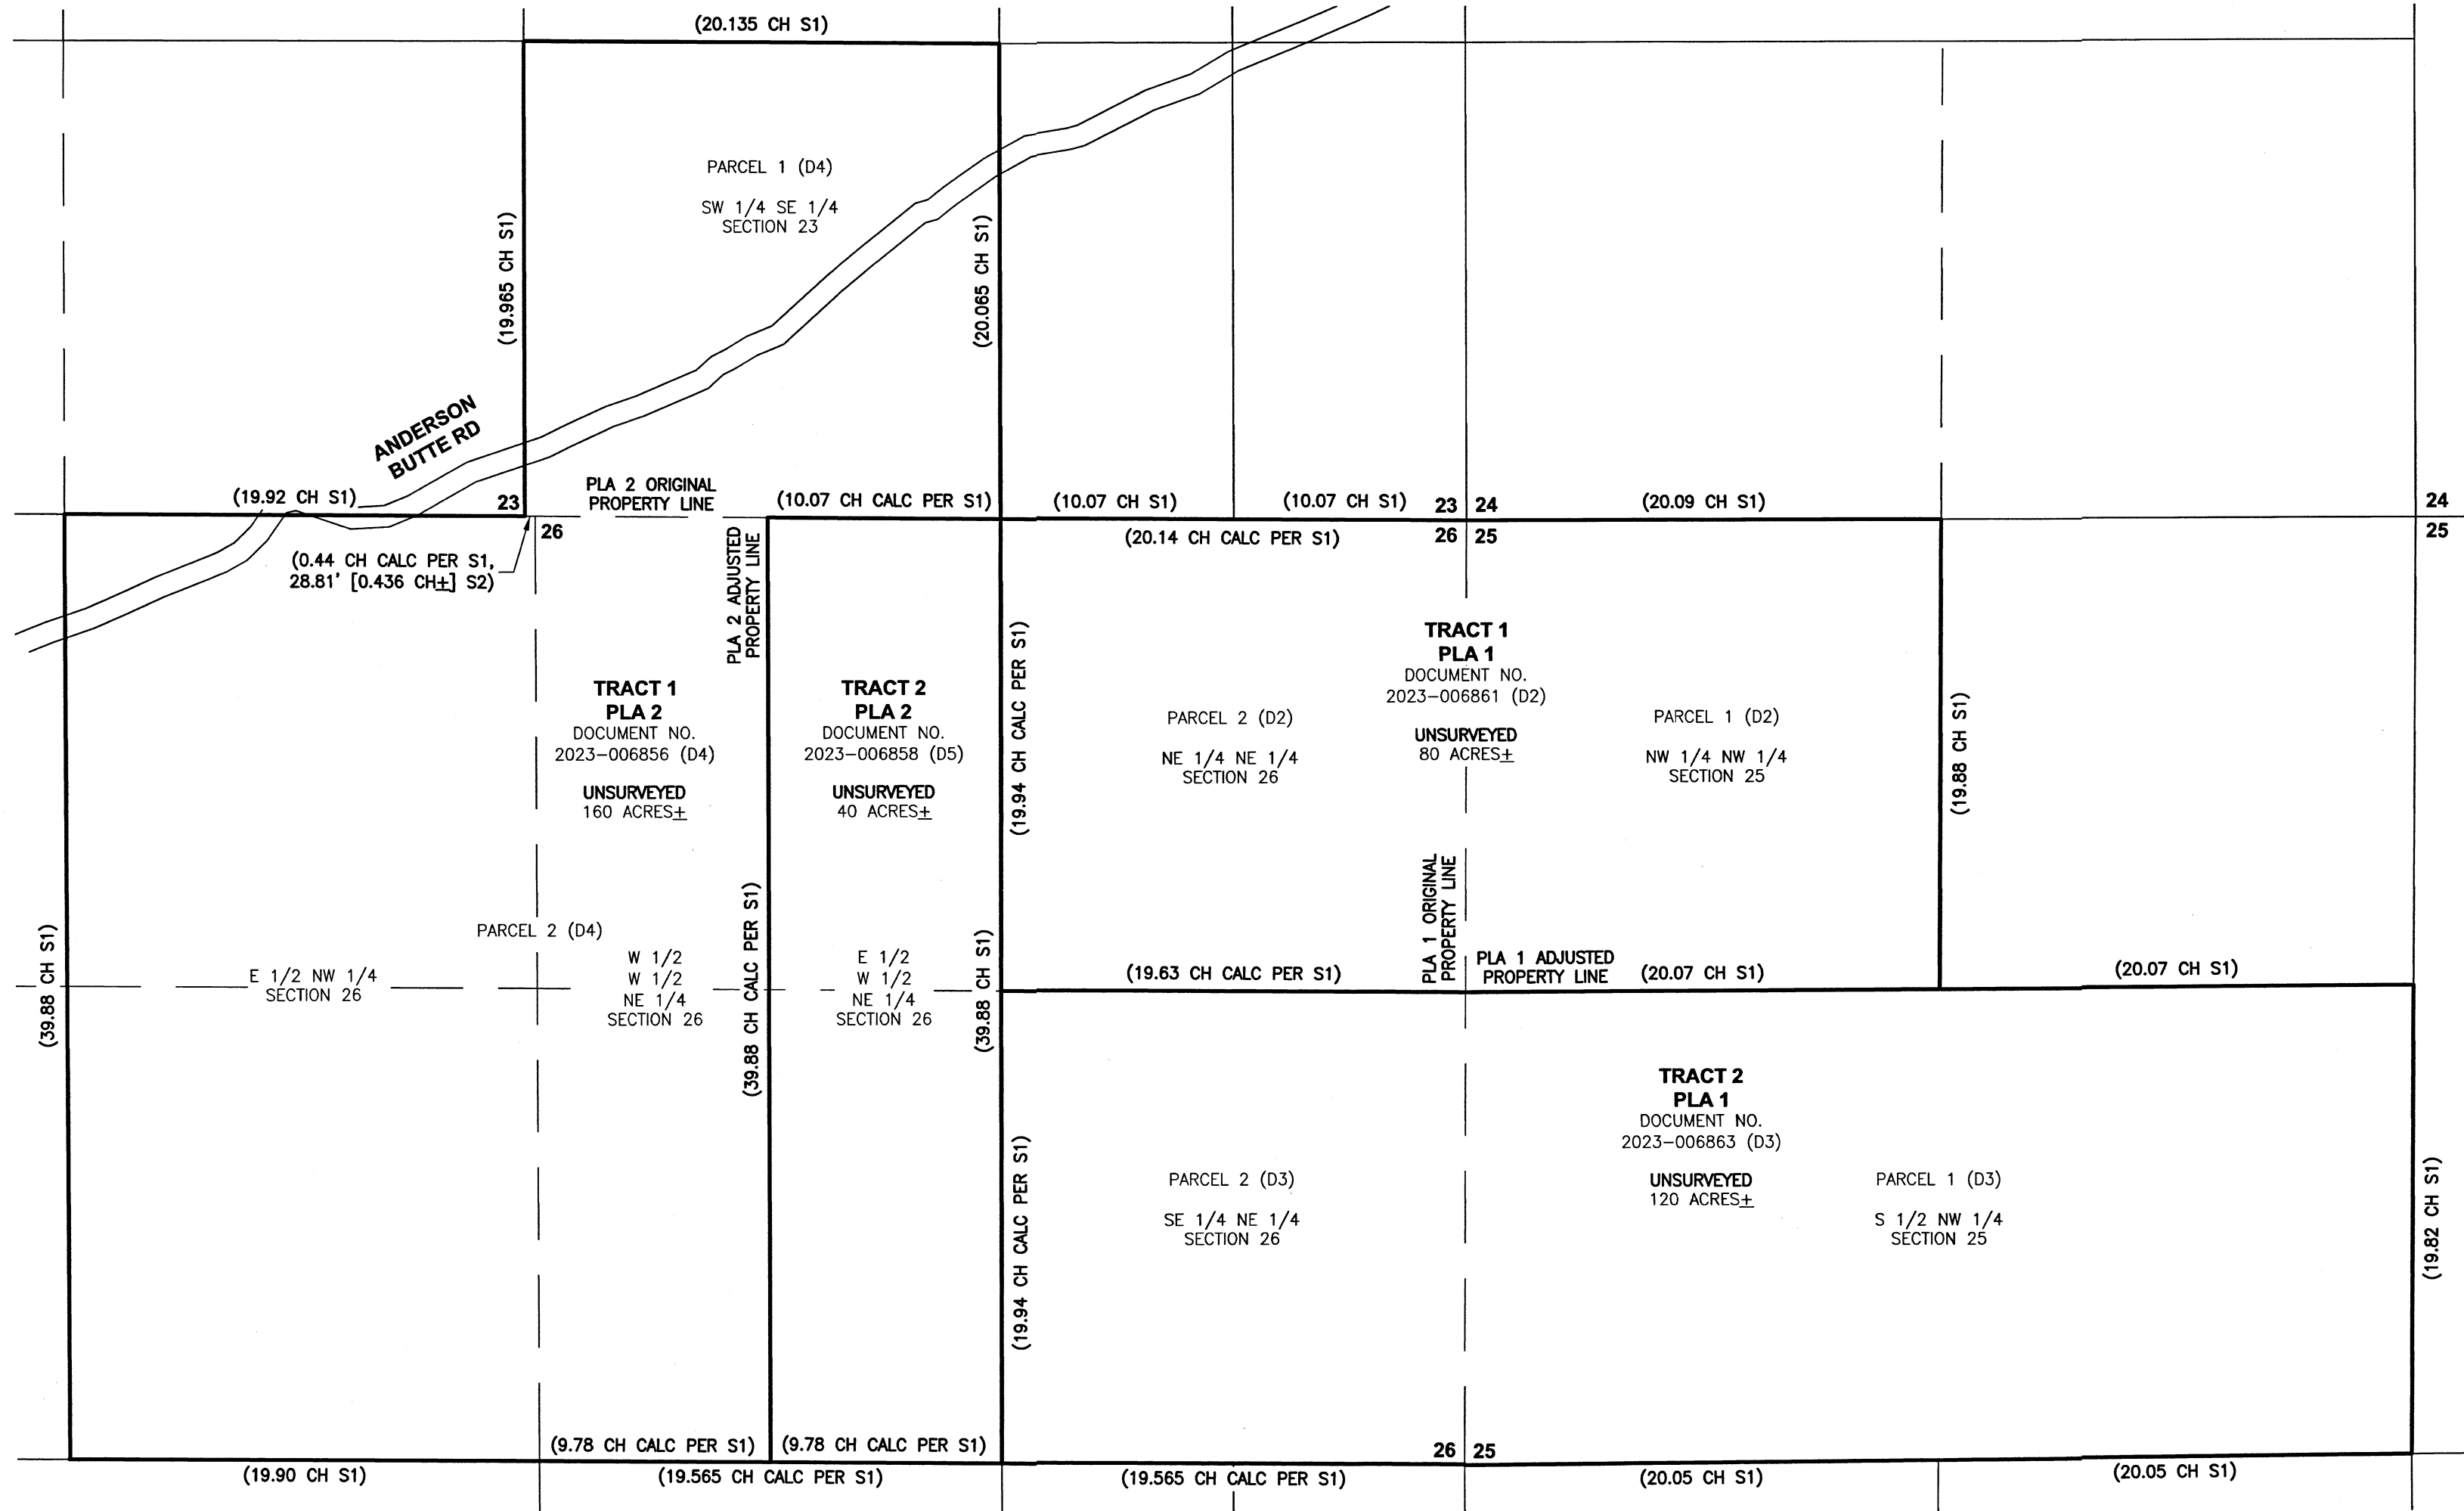 (20.135 CH S1)
PARCEL 1 (D4)
SW 1/4 SE 1/4
SECTION 23
(19.965 CH S1)
(20.065 CH S1)
ANDERSON
BUTTE RD
(19.92 CH S1)
23
PLA 2 ORIGINAL
PROPERTY LINE
(10.07 CH CALC PER S1)
(10.07 CH S1)
(10.07 CH S1)
23
24
(20.09 CH S1)
24
25
26
(0.44 CH CALC PER S1,
28.81' [0.436 CH±] S2)
PLA 2 ADJUSTED
PROPERTY LINE
(20.14 CH CALC PER S1)
26
25
TRACT 1
PLA 2
DOCUMENT NO.
2023-006856 (D4)
UNSURVEYED
160 ACRES±
TRACT 2
PLA 2
DOCUMENT NO.
2023-006858 (D5)
UNSURVEYED
40 ACRES±
(19.94 CH CALC PER S1)
PARCEL 2 (D2)
NE 1/4 NE 1/4
SECTION 26
TRACT 1
PLA 1
DOCUMENT NO.
2023-006861 (D2)
UNSURVEYED
80 ACRES±
PARCEL 1 (D2)
NW 1/4 NW 1/4
SECTION 25
(19.88 CH S1)
PLA 1 ORIGINAL
PROPERTY LINE
PARCEL 2 (D4)
(39.88 CH S1)
E 1/2 NW 1/4
SECTION 26
W 1/2
W 1/2
NE 1/4
SECTION 26
(39.88 CH CALC PER S1)
E 1/2
W 1/2
NE 1/4
SECTION 26
(39.88 CH S1)
(19.63 CH CALC PER S1)
PLA 1 ADJUSTED
PROPERTY LINE
(20.07 CH S1)
(20.07 CH S1)
TRACT 2
PLA 1
DOCUMENT NO.
2023-006863 (D3)
UNSURVEYED
120 ACRES±
(19.94 CH CALC PER S1)
PARCEL 2 (D3)
SE 1/4 NE 1/4
SECTION 26
PARCEL 1 (D3)
S 1/2 NW 1/4
SECTION 25
(19.82 CH S1)
(9.78 CH CALC PER S1)
(9.78 CH CALC PER S1)
26
25
(19.90 CH S1)
(19.565 CH CALC PER S1)
(19.565 CH CALC PER S1)
(20.05 CH S1)
(20.05 CH S1)